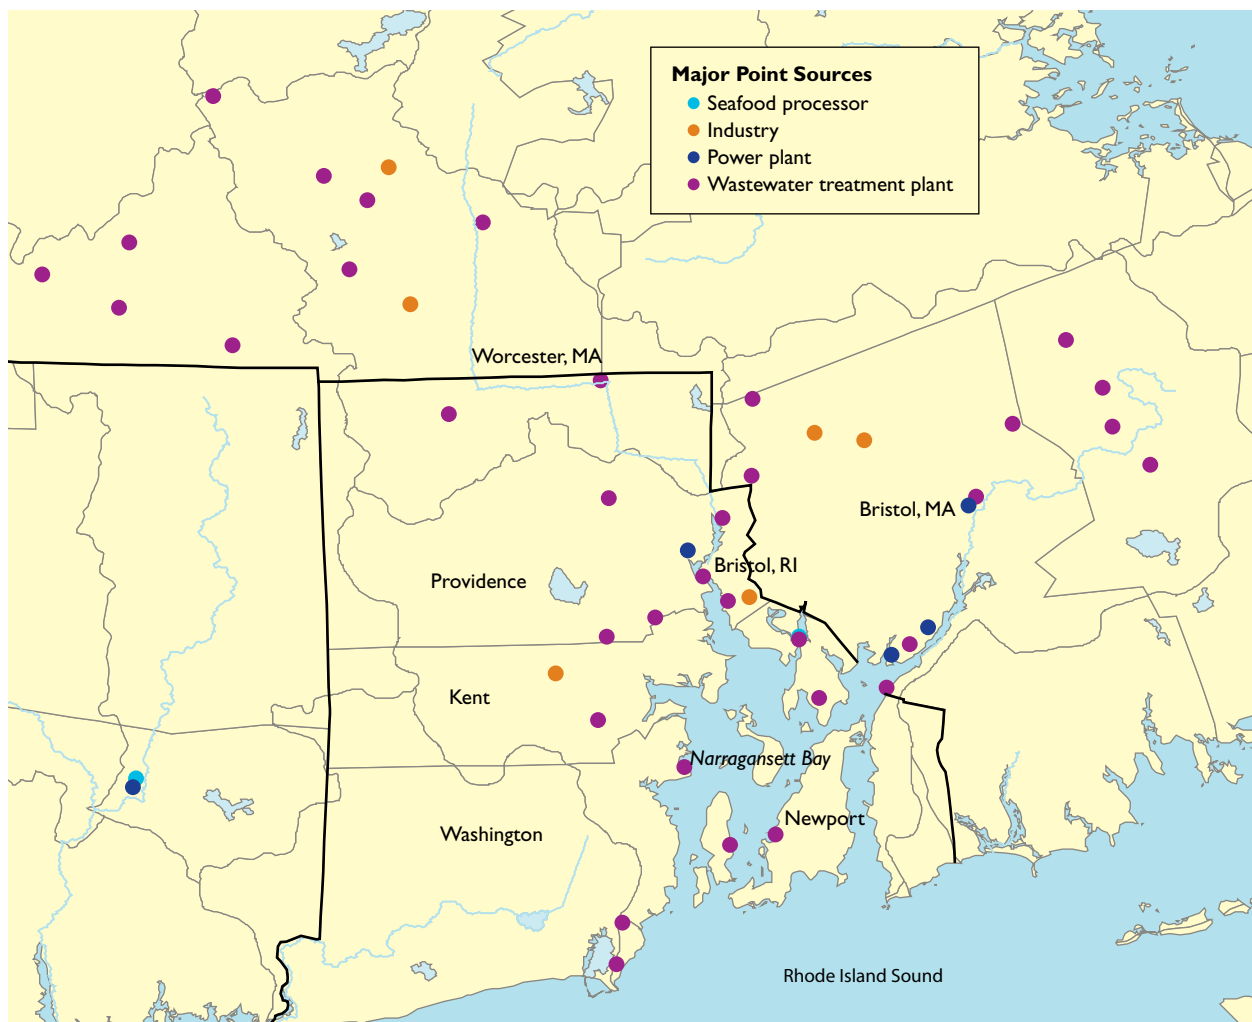 Major Point Sources
Seafood processor
Industry
Power plant
Wastewater treatment plant
Worcester, MA
Bristol, MA
Bristol, RI
Providence
Kent
Narragansett Bay
Newport
Washington
Rhode Island Sound